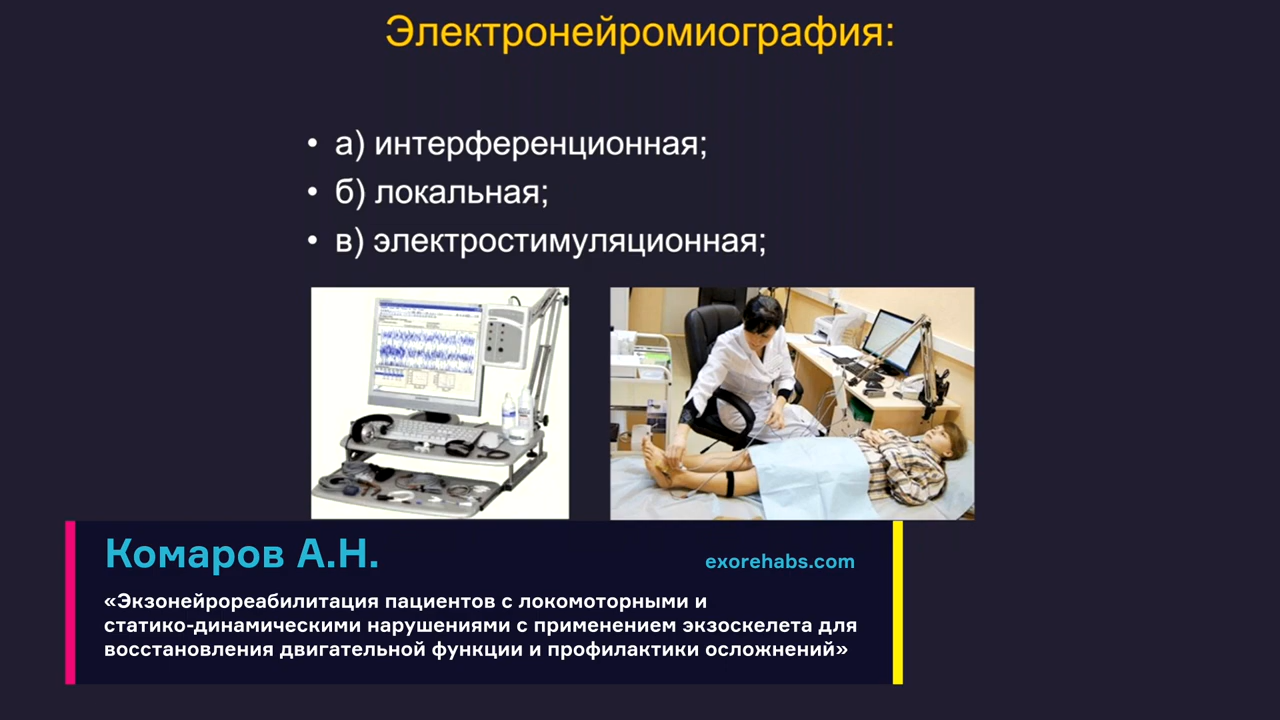 Электронейромиография:
• а) интерференционная;
• б) локальная;
• в) электростимуляционная;
Комаров А.Н.
exorehabs.com
«Экзонейрореабилитация пациентов с локомоторными и
статико-динамическими нарушениями с применением экзоскелета для
восстановления двигательной функции и профилактики осложнений»